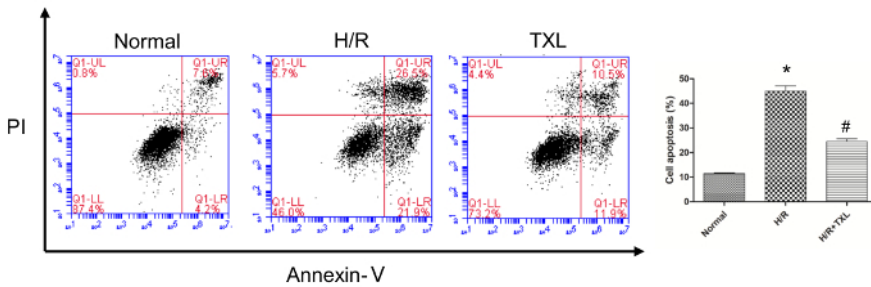 Normal
H/R
TXL
Q1-UL
0.8%
Q1-UR
7.6%
Q1-LL
87.4%
Q1-LR
4.2%
Q1-UL
5.7%
Q1-UR
26.5%
Q1-LL
46.0%
Q1-LR
21.9%
Q1-UL
4.4%
Q1-UR
10.5%
Q1-LL
73.2%
Q1-LR
11.9%
PI
Annexin-V
Cell apoptosis (%)
50
40
30
20
10
0
*
#
Normal
H/R
H/R+TXL